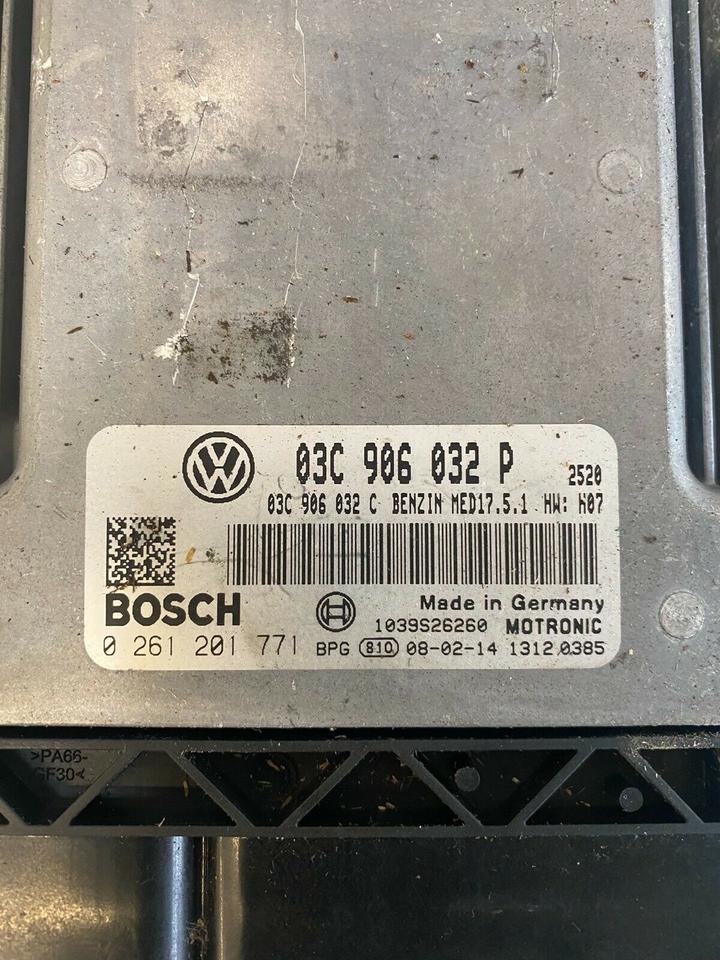 03C 906 032 P 2520
03C 906 032 C BENZIN MED17.5.1 HW: H07
BOSCH
Made in Germany
1039S26260 MOTRONIC
0 261 201 771 BPG 810 08-02-14 1312 0385
>PA66-
GF30<